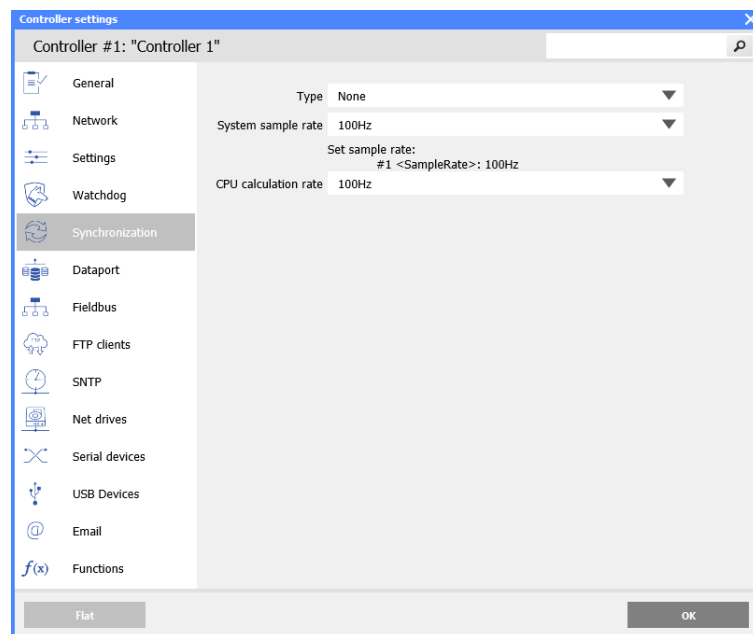 Controller settings
Controller #1: "Controller 1"
General
Network
Settings
Watchdog
Synchronization
Dataport
Fieldbus
FTP clients
SNTP
Net drives
Serial devices
USB Devices
Email
f(x) Functions
Type None
System sample rate 100Hz
Set sample rate:
#1 <SampleRate>: 100Hz
CPU calculation rate 100Hz
Flat
OK